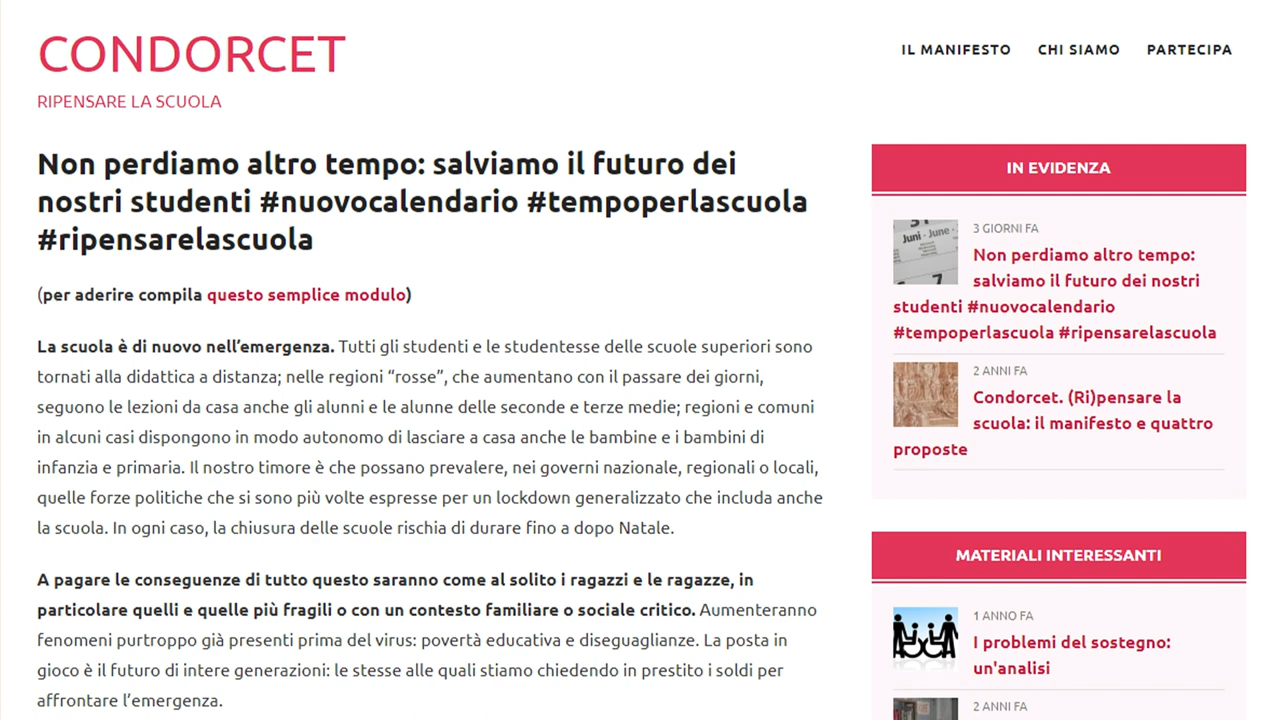 CONDORCET
RIPENSARE LA SCUOLA
IL MANIFESTO CHI SIAMO PARTECIPA
Non perdiamo altro tempo: salviamo il futuro dei
nostri studenti #nuovocalendario #tempoperlascuola
#ripensarelascuola
(per aderire compila questo semplice modulo)
La scuola è di nuovo nell’emergenza. Tutti gli studenti e le studentesse delle scuole superiori sono
tornati alla didattica a distanza; nelle regioni “rosse”, che aumentano con il passare dei giorni,
seguono le lezioni da casa anche gli alunni e le alunne delle seconde e terze medie; regioni e comuni
in alcuni casi dispongono in modo autonomo di lasciare a casa anche le bambine e i bambini di
infanzia e primaria. Il nostro timore è che possano prevalere, nei governi nazionale, regionali o locali,
quelle forze politiche che si sono più volte espresse per un lockdown generalizzato che includa anche
la scuola. In ogni caso, la chiusura delle scuole rischia di durare fino a dopo Natale.
A pagare le conseguenze di tutto questo saranno come al solito i ragazzi e le ragazze, in
particolare quelli e quelle più fragili o con un contesto familiare o sociale critico. Aumenteranno
fenomeni purtroppo già presenti prima del virus: povertà educativa e diseguaglianze. La posta in
gioco è il futuro di intere generazioni: le stesse alle quali stiamo chiedendo in prestito i soldi per
affrontare l’emergenza.
IN EVIDENZA
Juni - June
7
3 GIORNI FA
Non perdiamo altro tempo:
salviamo il futuro dei nostri
studenti #nuovocalendario
#tempoperlascuola #ripensarelascuola
2 ANNI FA
Condorcet. (Ri)pensare la
scuola: il manifesto e quattro
proposte
MATERIALI INTERESSANTI
1 ANNO FA
I problemi del sostegno:
un'analisi
2 ANNI FA